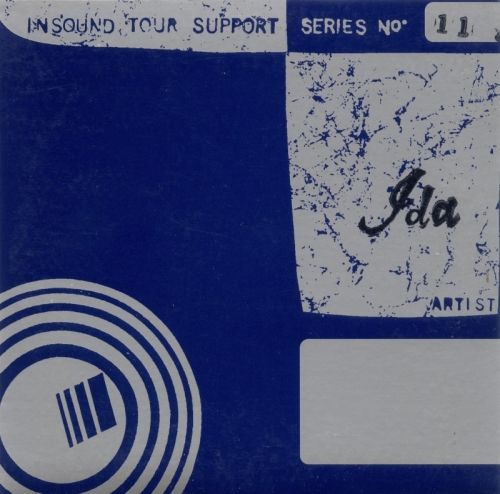 INSOUND TOUR SUPPORT SERIES NO. 11
Ida
ARTIST